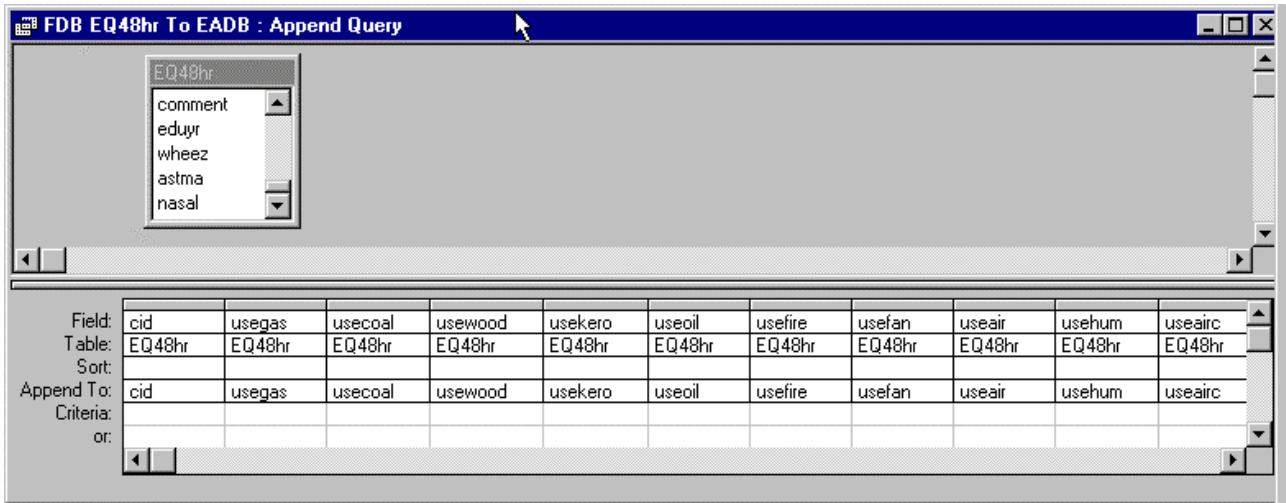 FDB EQ48hr To EADB : Append Query
EQ48hr
comment
eduyr
wheez
astma
nasal
Field: cid usegas usecoal usewood usekero useoil usefire usefan useair usehum useairc
Table: EQ48hr EQ48hr EQ48hr EQ48hr EQ48hr EQ48hr EQ48hr EQ48hr EQ48hr EQ48hr EQ48hr
Sort:
Append To: cid usegas usecoal usewood usekero useoil usefire usefan useair usehum useairc
Criteria:
or: